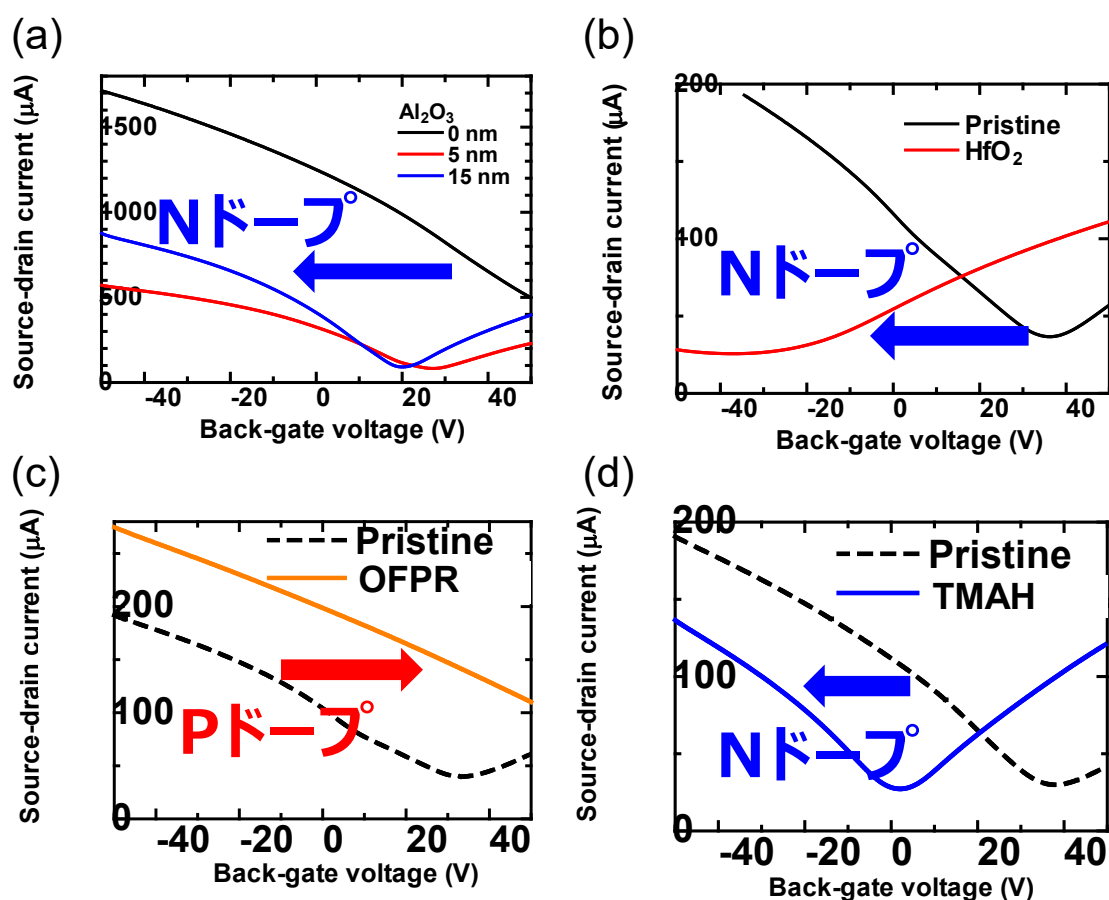 (a)
Source-drain current (μA)
1500
1000
500
0
Al₂O₃
0 nm
5 nm
15 nm
Nドープ
-40 -20 0 20 40
Back-gate voltage (V)
(b)
Source-drain current (μA)
200
100
0
Pristine
HfO₂
Nドープ
-40 -20 0 20 40
Back-gate voltage (V)
(c)
Source-drain current (μA)
200
100
0
Pristine
OFPR
Pドープ
-40 -20 0 20 40
Back-gate voltage (V)
(d)
Source-drain current (μA)
200
100
0
Pristine
TMAH
Nドープ
-40 -20 0 20 40
Back-gate voltage (V)